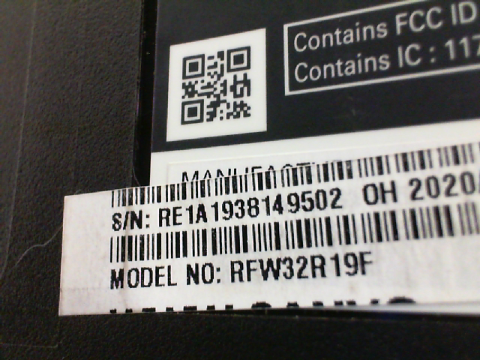 Contains FCC ID
Contains IC : 117
S/N: RE1A1938149502 OH 2020/
MODEL NO: RFW32R19F